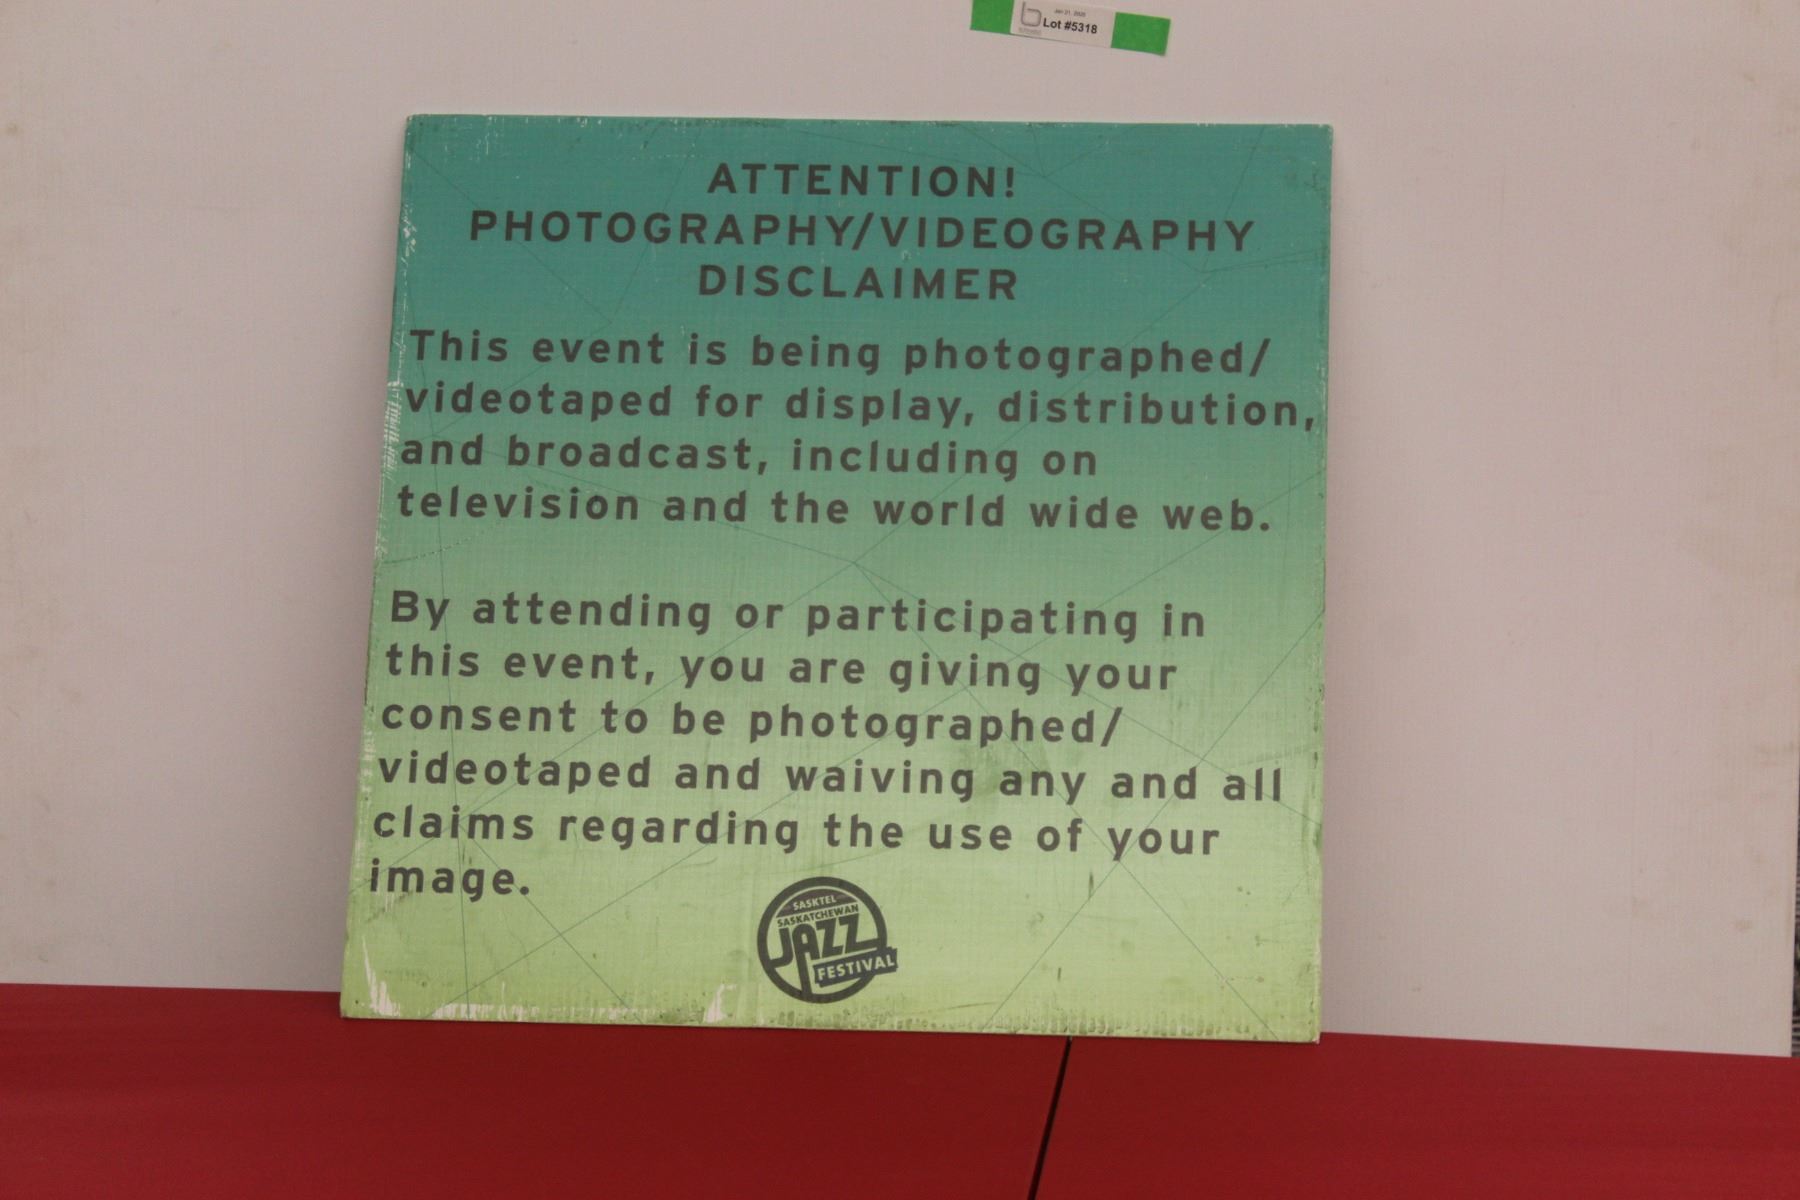 Jan 21, 2025
Lot #5318
ATTENTION!
PHOTOGRAPHY/VIDEOGRAPHY
DISCLAIMER
This event is being photographed/
videotaped for display, distribution,
and broadcast, including on
television and the world wide web.
By attending or participating in
this event, you are giving your
consent to be photographed/
videotaped and waiving any and all
claims regarding the use of your
image.
SASKTEL
SASKATCHEWAN
JAZZ
FESTIVAL